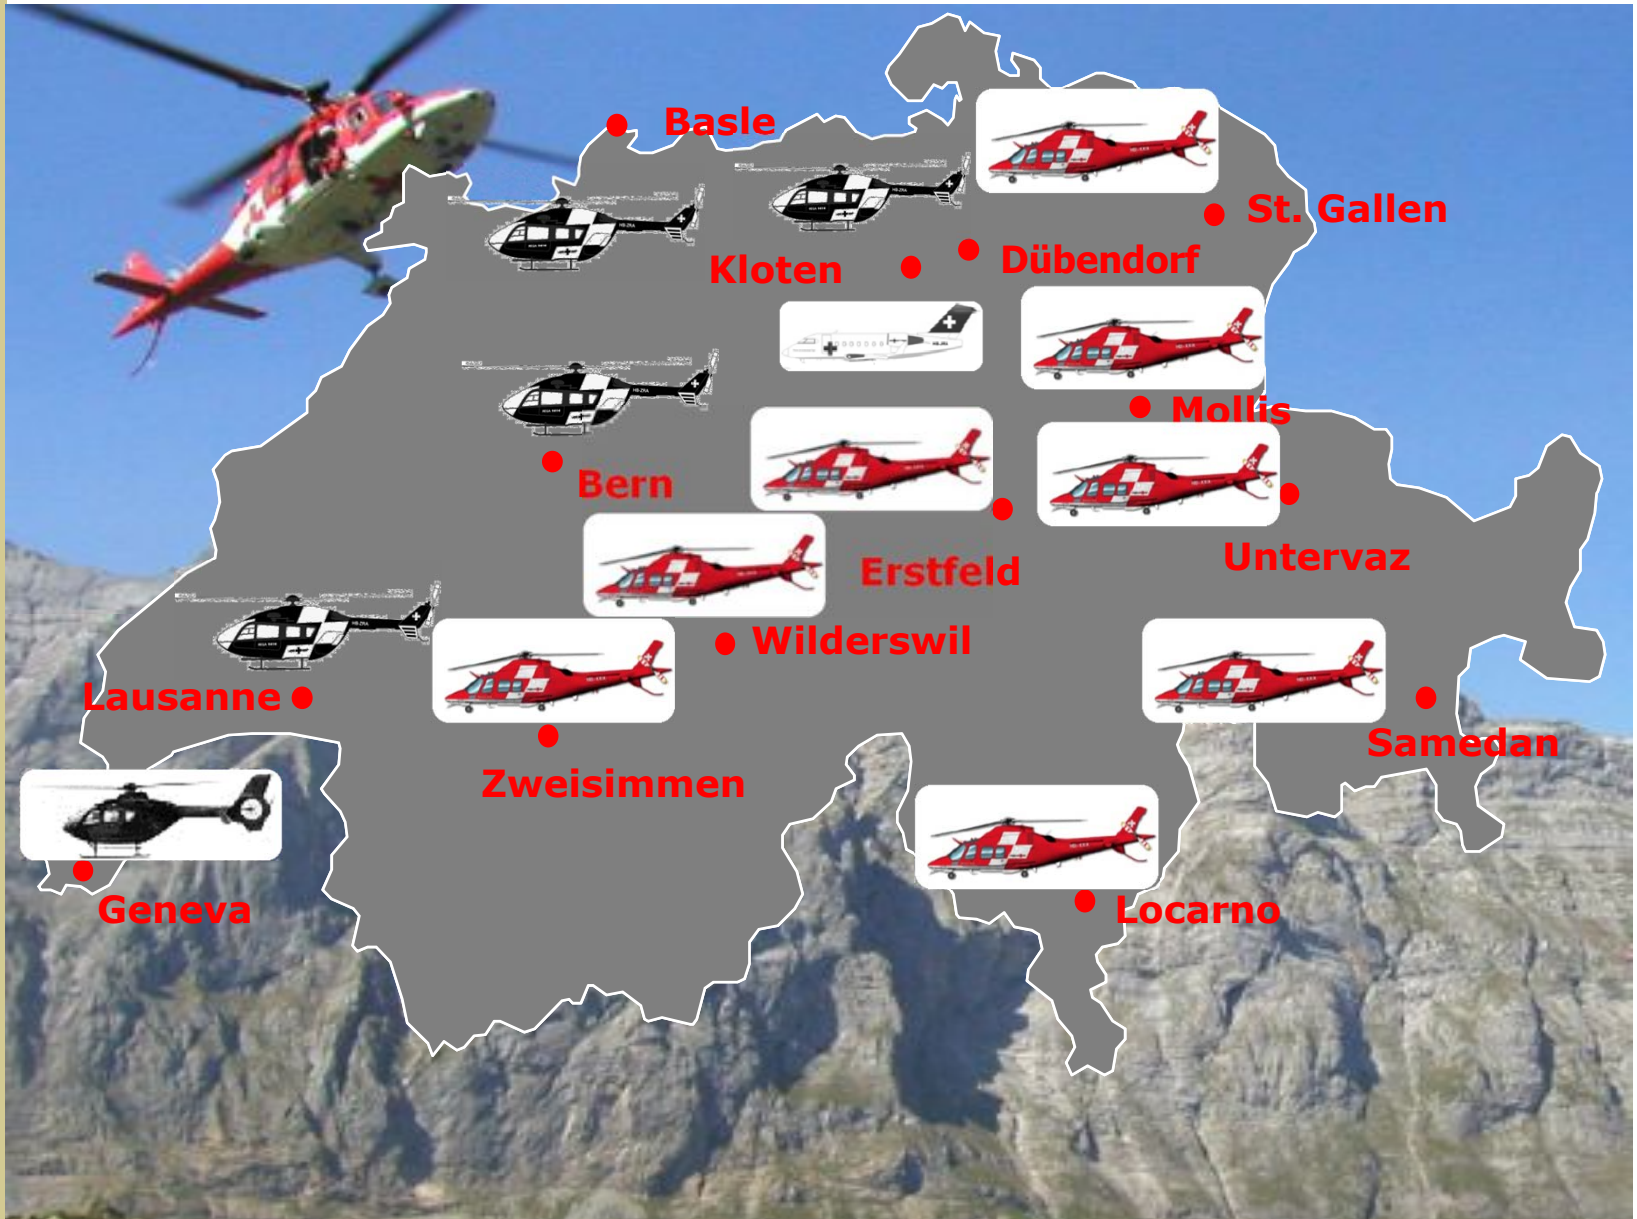 Basle
St. Gallen
Kloten
Dübendorf
Mollis
Bern
Erstfeld
Untervaz
Wilderswil
Lausanne
Samedan
Zweisimmen
Geneva
Locarno